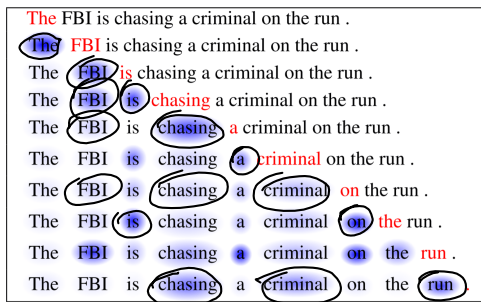 The FBI is chasing a criminal on the run .
The FBI is chasing a criminal on the run .
The FBI is chasing a criminal on the run .
The FBI is chasing a criminal on the run .
The FBI is chasing a criminal on the run .
The FBI is chasing a criminal on the run .
The FBI is chasing a criminal on the run .
The FBI is chasing a criminal on the run .
The FBI is chasing a criminal on the run .
The FBI is chasing a criminal on the run .